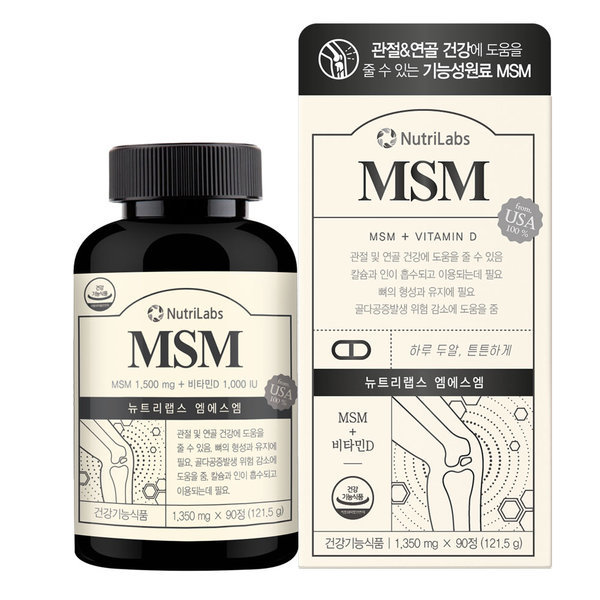 관절&연골 건강에 도움을
줄 수 있는 기능성원료 MSM
NutriLabs
MSM
from.
USA
100 %
MSM + VITAMIN D
관절 및 연골 건강에 도움을 줄 수 있음
칼슘과 인이 흡수되고 이용되는데 필요
뼈의 형성과 유지에 필요
골다공증발생 위험 감소에 도움을 줌
하루 두알, 튼튼하게
뉴트리랩스 엠에스엠
MSM
+
비타민D
건강
기능식품
건강기능식품 | 1,350 mg × 90정 (121.5 g)
건강
기능식품
NutriLabs
MSM
MSM 1,500 mg + 비타민D 1,000 IU
from.
USA
100 %
뉴트리랩스 엠에스엠
관절 및 연골 건강에 도움을
줄 수 있음, 뼈의 형성과 유지에
필요, 골다공증발생 위험 감소에
도움을 줌, 칼슘과 인이 흡수되고
이용되는데 필요
건강기능식품
1,350 mg × 90정 (121.5 g)